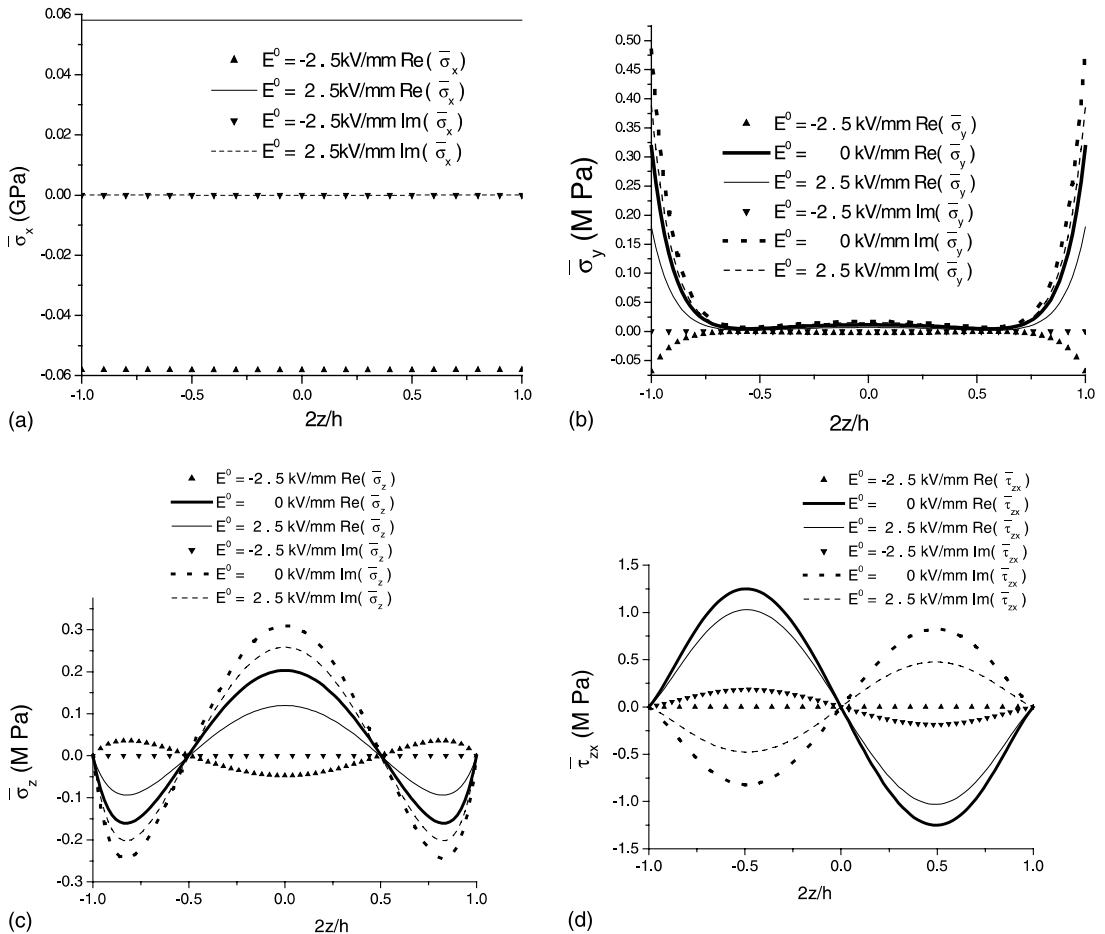 0.06
0.04
0.02
0.00
-0.02
-0.04
-0.06
σ̄x (GPa)
E⁰ = -2 . 5kV/mm Re( σ̄x)
E⁰ = 2 . 5kV/mm Re( σ̄x)
E⁰ = -2 . 5kV/mm Im( σ̄x)
E⁰ = 2 . 5kV/mm Im( σ̄x)
-1.0 -0.5 0.0 0.5 1.0
2z/h
(a)
0.50
0.45
0.40
0.35
0.30
0.25
0.20
0.15
0.10
0.05
0.00
-0.05
σ̄y (M Pa)
E⁰ = -2 . 5 kV/mm Re( σ̄y)
E⁰ = 0 kV/mm Re( σ̄y)
E⁰ = 2 . 5 kV/mm Re( σ̄y)
E⁰ = -2 . 5 kV/mm Im( σ̄y)
E⁰ = 0 kV/mm Im( σ̄y)
E⁰ = 2 . 5 kV/mm Im( σ̄y)
-1.0 -0.5 0.0 0.5 1.0
2z/h
(b)
E⁰ = -2 . 5 kV/mm Re( σ̄z)
E⁰ = 0 kV/mm Re( σ̄z)
E⁰ = 2 . 5 kV/mm Re( σ̄z)
E⁰ = -2 . 5 kV/mm Im( σ̄z)
E⁰ = 0 kV/mm Im( σ̄z)
E⁰ = 2 . 5 kV/mm Im( σ̄z)
0.3
0.2
0.1
0.0
-0.1
-0.2
-0.3
σ̄z (M Pa)
-1.0 -0.5 0.0 0.5 1.0
2z/h
(c)
E⁰ = -2 . 5 kV/mm Re( τ̄zx)
E⁰ = 0 kV/mm Re( τ̄zx)
E⁰ = 2 . 5 kV/mm Re( τ̄zx)
E⁰ = -2 . 5 kV/mm Im( τ̄zx)
E⁰ = 0 kV/mm Im( τ̄zx)
E⁰ = 2 . 5 kV/mm Im( τ̄zx)
1.5
1.0
0.5
0.0
-0.5
-1.0
-1.5
τ̄zx (M Pa)
-1.0 -0.5 0.0 0.5 1.0
2z/h
(d)